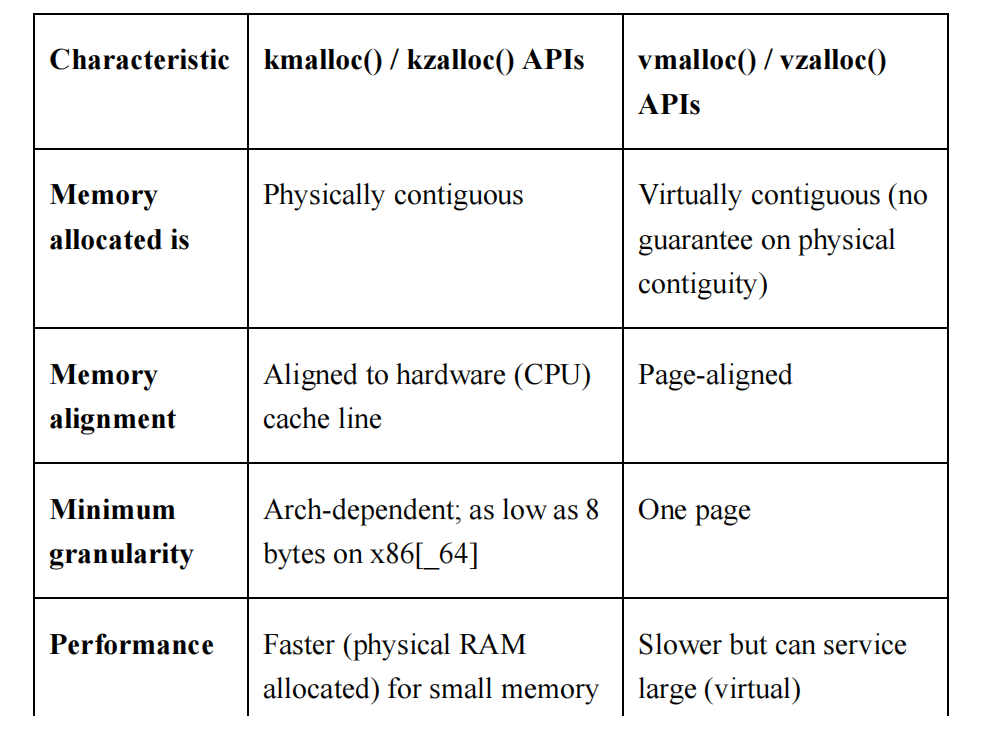 Characteristic
kmalloc() / kzalloc() APIs
vmalloc() / vzalloc()
APIs
Memory
allocated is
Physically contiguous
Virtually contiguous (no
guarantee on physical
contiguity)
Memory
alignment
Aligned to hardware (CPU)
cache line
Page-aligned
Minimum
granularity
Arch-dependent; as low as 8
bytes on x86[_64]
One page
Performance
Faster (physical RAM
allocated) for small memory
Slower but can service
large (virtual)